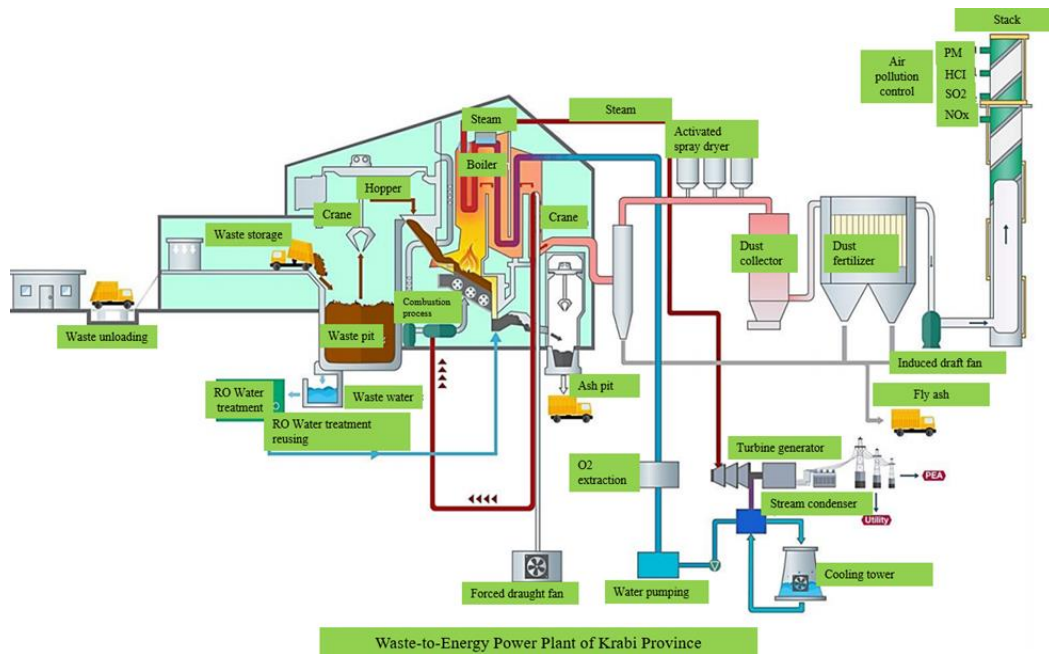 Stack
PM
Air
pollution
control
HCI
SO2
NOx
Steam
Steam
Activated
spray dryer
Boiler
Hopper
Crane
Crane
Waste storage
Dust
collector
Dust
fertilizer
Combustion
process
Waste pit
Waste unloading
Induced draft fan
RO Water
treatment
Waste water
Ash pit
Fly ash
RO Water treatment
reusing
Turbine generator
O2
extraction
PEA
Stream condenser
Utility
Cooling tower
Forced draught fan
Water pumping
Waste-to-Energy Power Plant of Krabi Province